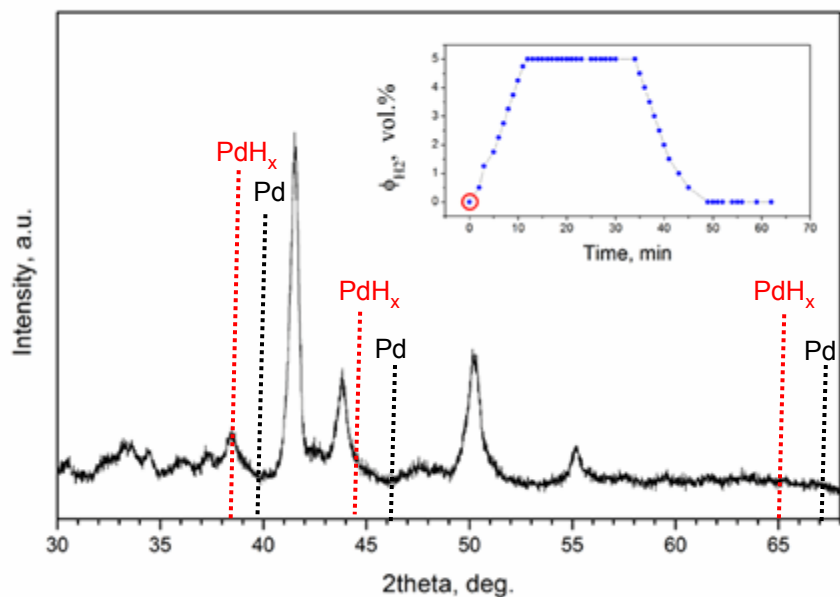 PdHₓ
Pd
PdHₓ
Pd
PdHₓ
Pd
Intensity, a.u.
30 35 40 45 50 55 60 65
2theta, deg.
ϕH2, vol.%
5
4
3
2
1
0
-10 0 10 20 30 40 50 60 70
Time, min